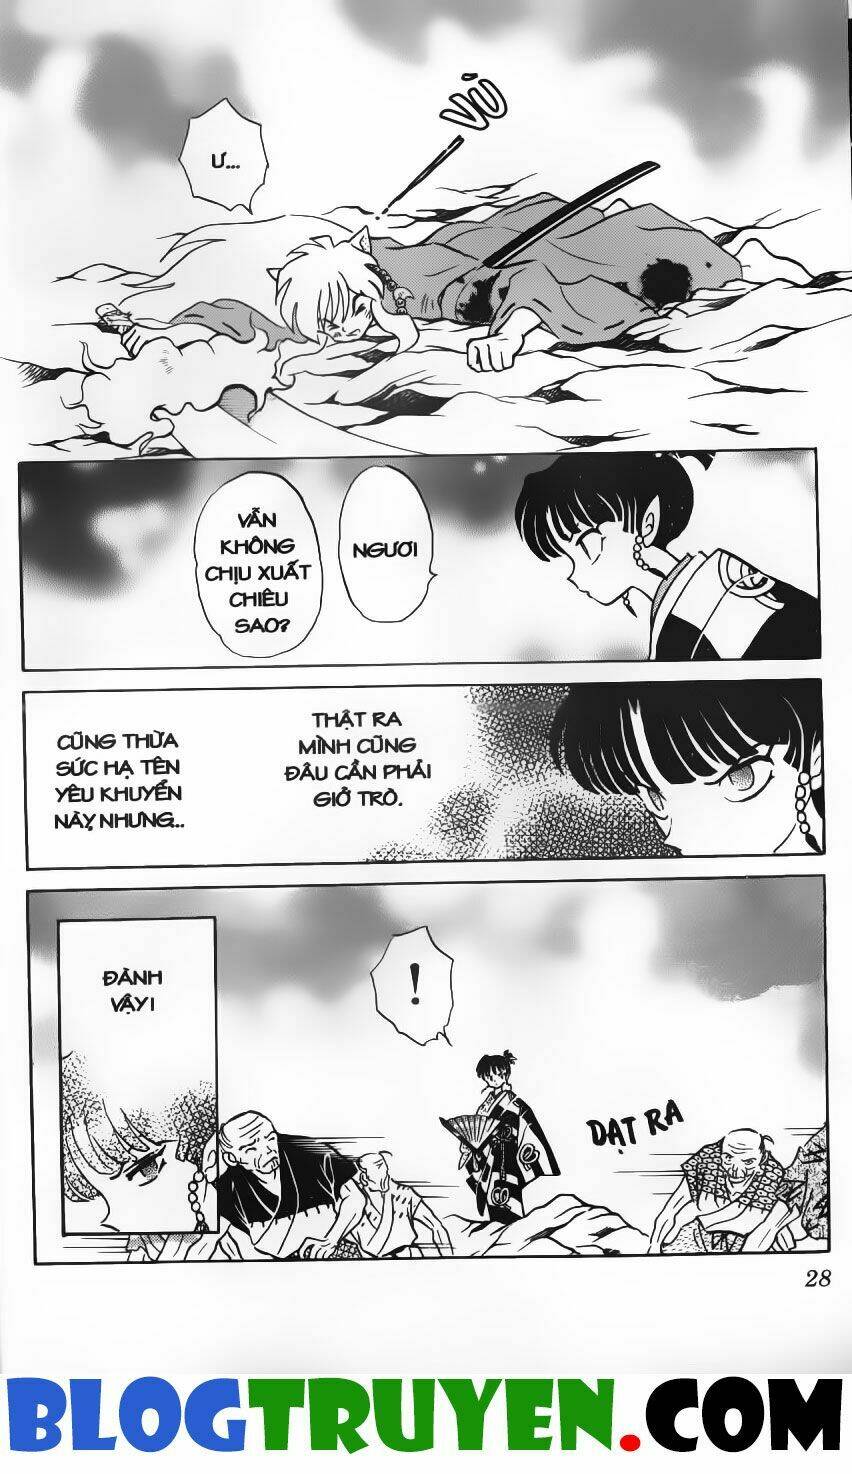 VÙ
Ư...
NGƯƠI
VẪN
KHÔNG
CHỊU XUẤT
CHIÊU
SAO?
THẬT RA
MÌNH CŨNG
ĐÂU CẦN PHẢI
GIỞ TRÒ.
CŨNG THỪA
SỨC HẠ TÊN
YÊU KHUYỂN
NÀY, NHƯNG...
ĐÀNH
VẬY!
!
DẠT RA
28
BLOGTRUYEN.COM